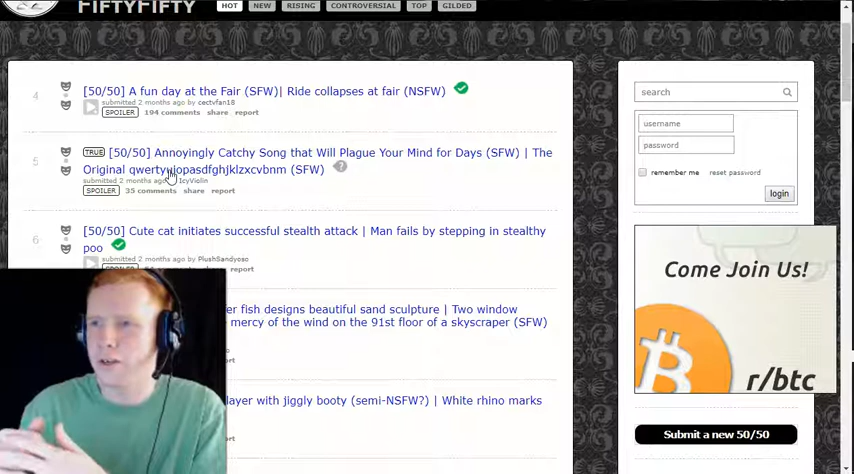 FIFTYFIFTY
HOT NEW RISING CONTROVERSIAL TOP GILDED
4
[50/50] A fun day at the Fair (SFW)| Ride collapses at fair (NSFW)
submitted 2 months ago by cectvfan18
SPOILER 194 comments share report
5
TRUE [50/50] Annoyingly Catchy Song that Will Plague Your Mind for Days (SFW) | The
Original qwertyuiopasdfghjklzxcvbnm (SFW) ?
submitted 2 months ago IcyViolin
SPOILER 35 comments share report
6
[50/50] Cute cat initiates successful stealth attack | Man fails by stepping in stealthy
poo
submitted 2 months ago by PlushSandyoso
report
er fish designs beautiful sand sculpture | Two window
mercy of the wind on the 91st floor of a skyscraper (SFW)
report
layer with jiggly booty (semi-NSFW?) | White rhino marks
port
search
username
password
remember me reset password
login
Come Join Us!
r/btc
Submit a new 50/50